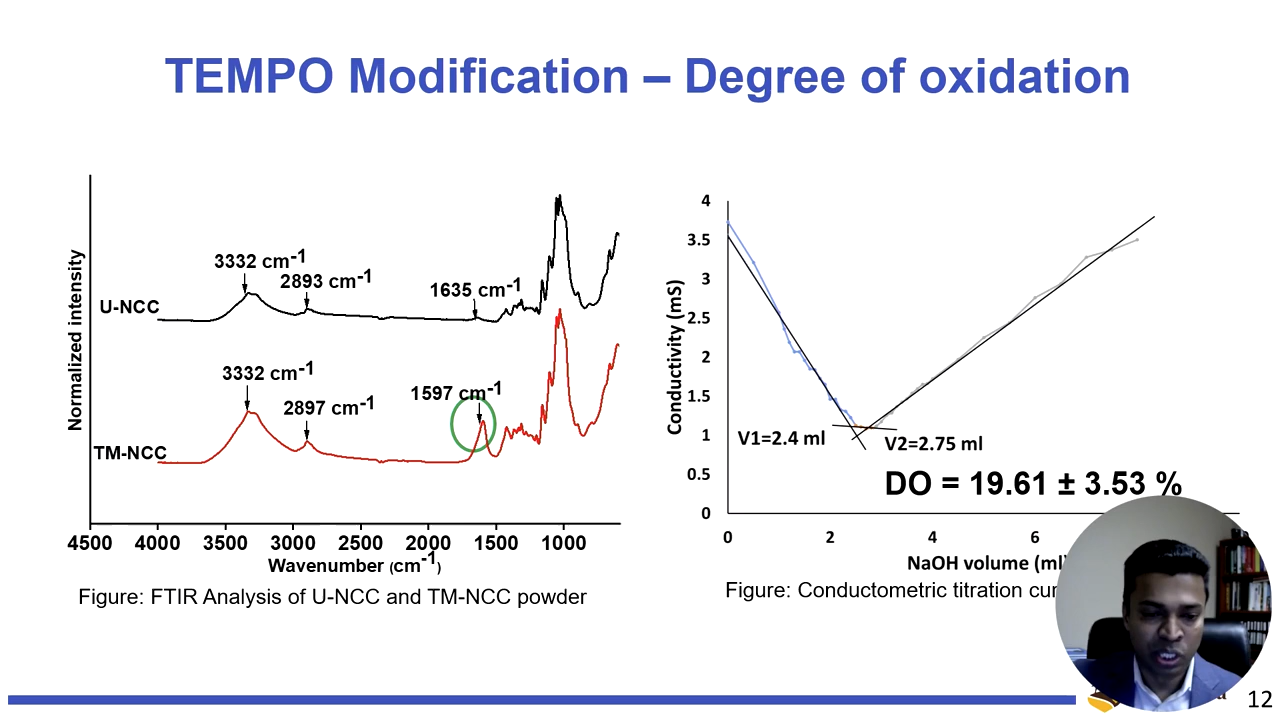 TEMPO Modification – Degree of oxidation
Normalized intensity
3332 cm-1
2893 cm-1
1635 cm-1
U-NCC
3332 cm-1
2897 cm-1
1597 cm-1
TM-NCC
4500 4000 3500 3000 2500 2000 1500 1000
Wavenumber (cm-1)
Figure: FTIR Analysis of U-NCC and TM-NCC powder
Conductivity (mS)
4
3.5
3
2.5
2
1.5
1
0.5
0
V1=2.4 ml
V2=2.75 ml
DO = 19.61 ± 3.53 %
0 2 4 6
NaOH volume (ml
Figure: Conductometric titration
12